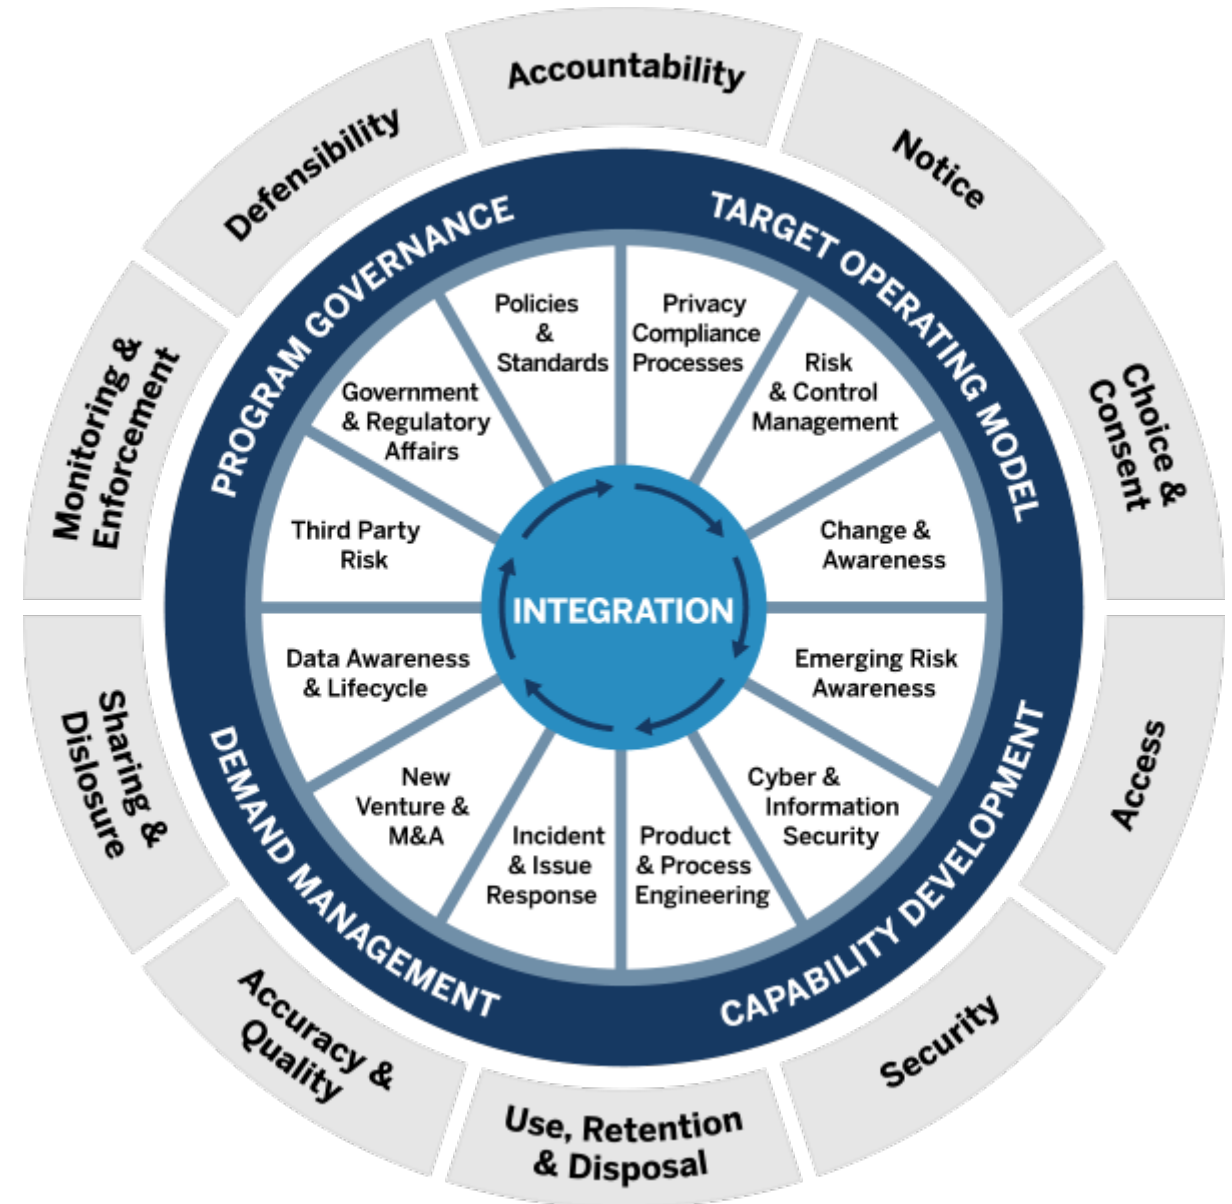 Accountability
Notice
Choice &
Consent
Access
Security
Use, Retention
& Disposal
Accuracy &
Quality
Sharing &
Dislosure
Monitoring &
Enforcement
Defensibility
PROGRAM GOVERNANCE
TARGET OPERATING MODEL
CAPABILITY DEVELOPMENT
DEMAND MANAGEMENT
Policies
&
Standards
Privacy
Compliance
Processes
Risk
& Control
Management
Change &
Awareness
Emerging Risk
Awareness
Cyber &
Information
Security
Product
& Process
Engineering
Incident
& Issue
Response
New
Venture &
M&A
Data Awareness
& Lifecycle
Third Party
Risk
Government
& Regulatory
Affairs
INTEGRATION